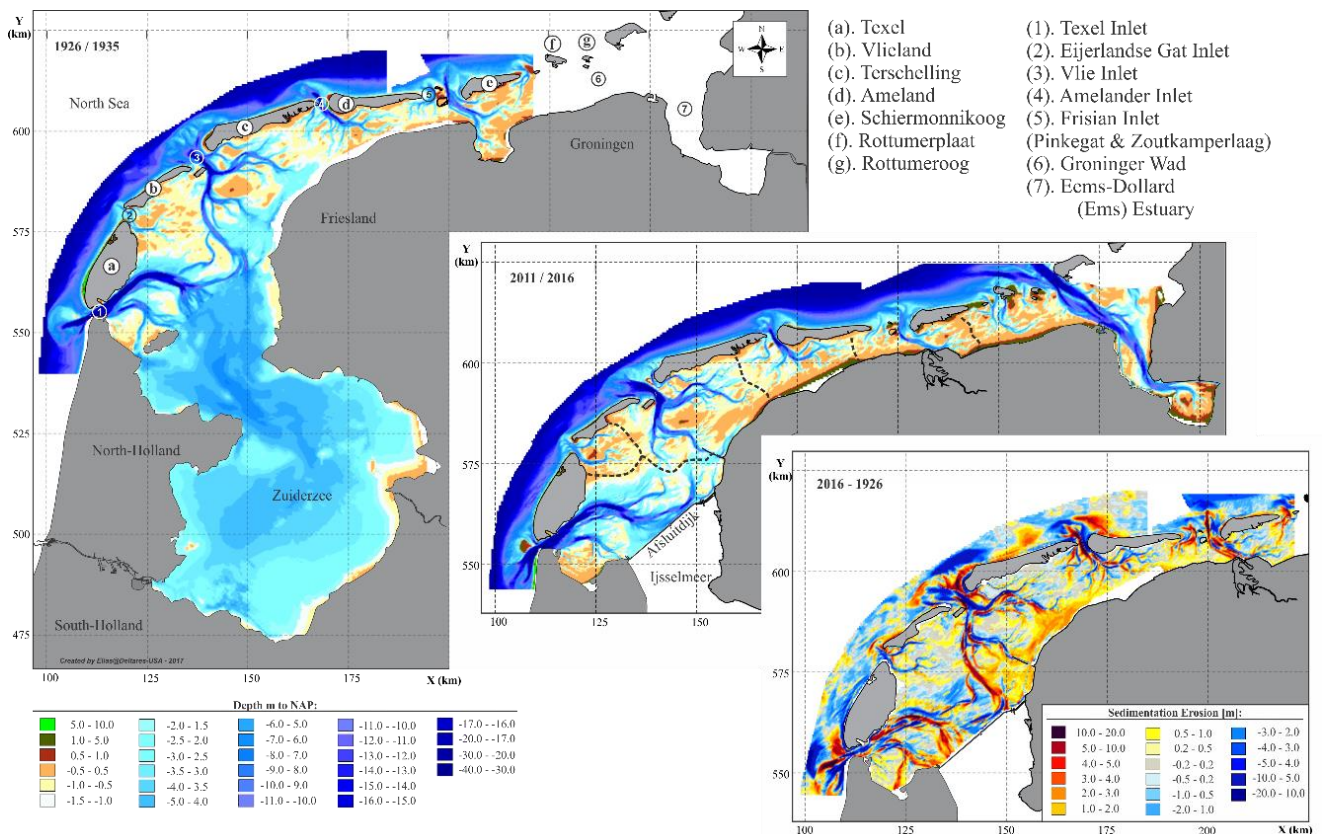 Y
(km)
1926 / 1935
North Sea
600
575
550
525
500
475
Friesland
Groningen
North-Holland
Zuiderzee
South-Holland
a
b
c
d
e
f
g
1
2
3
4
5
6
7
N
W E
S
Created by Elias@Deltares-USA - 2017
100 125 150 175 X (km)
(a). Texel
(b). Vlieland
(c). Terschelling
(d). Ameland
(e). Schiermonnikoog
(f). Rottumerplaat
(g). Rottumeroog
(1). Texel Inlet
(2). Eijerlandse Gat Inlet
(3). Vlie Inlet
(4). Amelander Inlet
(5). Frisian Inlet
(Pinkegat & Zoutkamperlaag)
(6). Groninger Wad
(7). Eems-Dollard
(Ems) Estuary
Y
(km)
2011 / 2016
600
575
550
Afsluitdijk
Ijsselmeer
100 125 150
Y
(km)
2016 - 1926
600
575
550
100 125 150 175 X (km) 200
Depth m to NAP:
5.0 - 10.0
1.0 - 5.0
0.5 - 1.0
-0.5 - 0.5
-1.0 - -0.5
-1.5 - -1.0
-2.0 - 1.5
-2.5 - 2.0
-3.0 - 2.5
-3.5 - 3.0
-4.0 - 3.5
-5.0 - 4.0
-6.0 - 5.0
-7.0 - 6.0
-8.0 - 7.0
-9.0 - 8.0
-10.0 - 9.0
-11.0 - -10.0
-11.0 - -10.0
-12.0 - -11.0
-13.0 - -12.0
-14.0 - -13.0
-15.0 - -14.0
-16.0 - -15.0
-17.0 - -16.0
-20.0 - -17.0
-30.0 - -20.0
-40.0 - -30.0
Sedimentation Erosion [m]:
10.0 - 20.0
5.0 - 10.0
4.0 - 5.0
3.0 - 4.0
2.0 - 3.0
1.0 - 2.0
0.5 - 1.0
0.2 - 0.5
-0.2 - 0.2
-0.5 - 0.2
-1.0 - 0.5
-2.0 - 1.0
-3.0 - 2.0
-4.0 - 3.0
-5.0 - 4.0
-10.0 - 5.0
-20.0 - 10.0